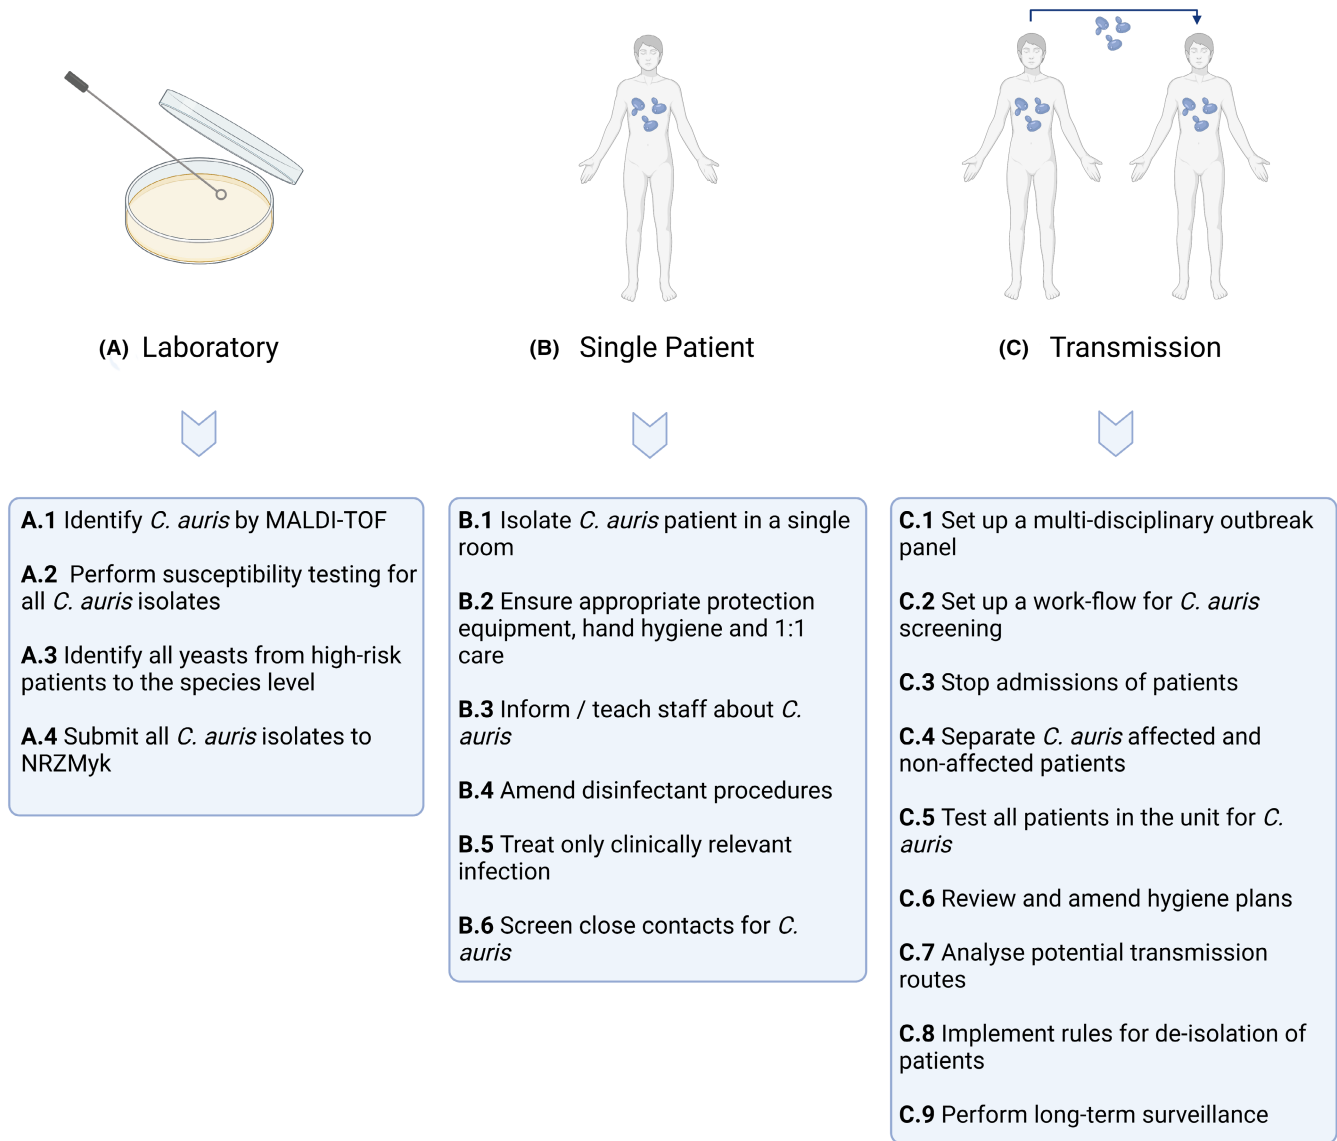 (A) Laboratory
A.1 Identify C. auris by MALDI-TOF
A.2 Perform susceptibility testing for
all C. auris isolates
A.3 Identify all yeasts from high-risk
patients to the species level
A.4 Submit all C. auris isolates to
NRZMyk
(B) Single Patient
B.1 Isolate C. auris patient in a single
room
B.2 Ensure appropriate protection
equipment, hand hygiene and 1:1
care
B.3 Inform / teach staff about C.
auris
B.4 Amend disinfectant procedures
B.5 Treat only clinically relevant
infection
B.6 Screen close contacts for C.
auris
(C) Transmission
C.1 Set up a multi-disciplinary outbreak
panel
C.2 Set up a work-flow for C. auris
screening
C.3 Stop admissions of patients
C.4 Separate C. auris affected and
non-affected patients
C.5 Test all patients in the unit for C.
auris
C.6 Review and amend hygiene plans
C.7 Analyse potential transmission
routes
C.8 Implement rules for de-isolation of
patients
C.9 Perform long-term surveillance